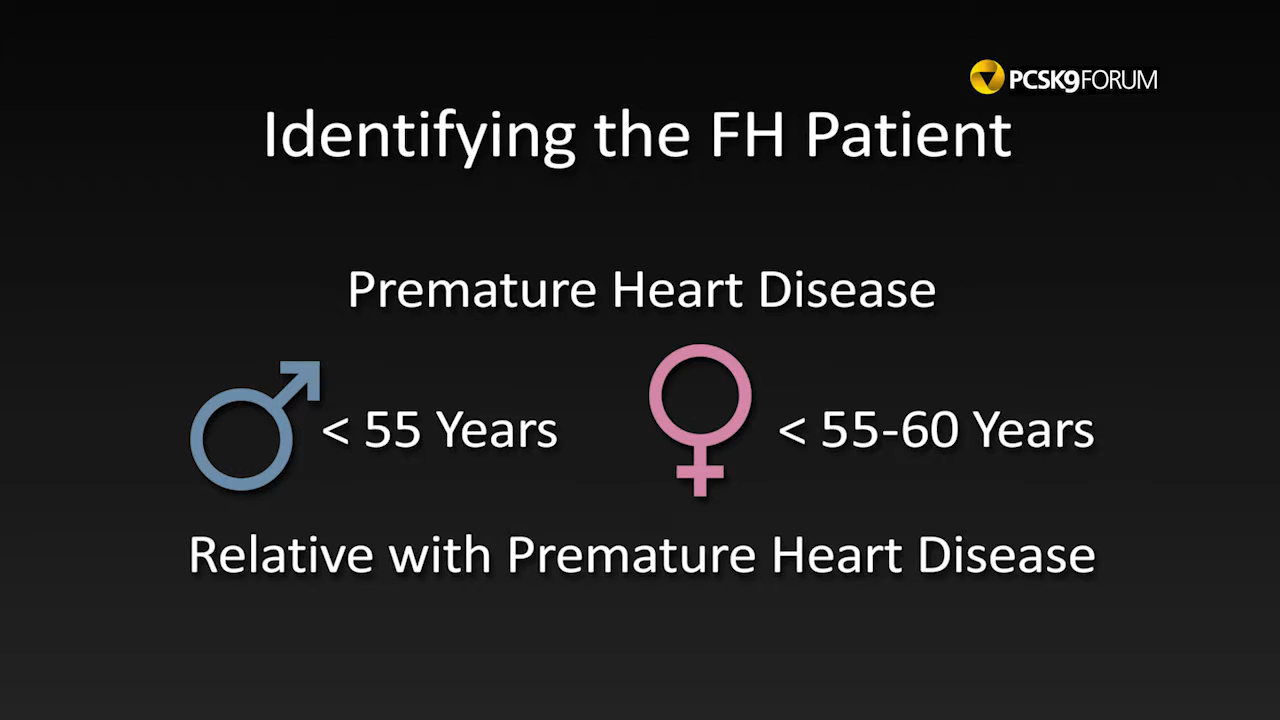 PCSK9FORUM
Identifying the FH Patient
Premature Heart Disease
< 55 Years
< 55-60 Years
Relative with Premature Heart Disease